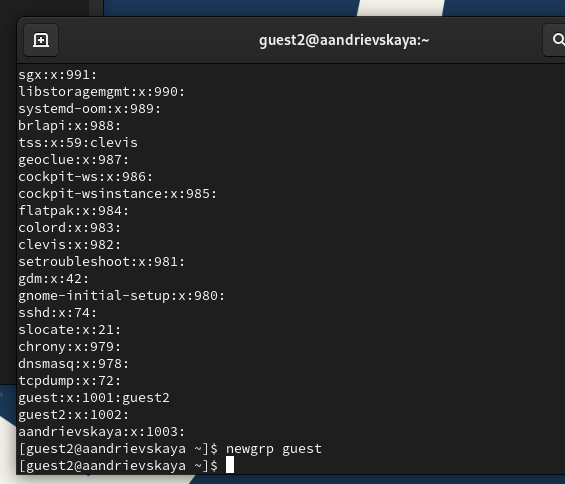 guest2@aandrievskaya:~
sgx:x:991:
libstoragemgmt:x:990:
systemd-oom:x:989:
brlapi:x:988:
tss:x:59:clevis
geoclue:x:987:
cockpit-ws:x:986:
cockpit-wsinstance:x:985:
flatpak:x:984:
colord:x:983:
clevis:x:982:
setroubleshoot:x:981:
gdm:x:42:
gnome-initial-setup:x:980:
sshd:x:74:
slocate:x:21:
chrony:x:979:
dnsmasq:x:978:
tcpdump:x:72:
guest:x:1001:guest2
guest2:x:1002:
aandrievskaya:x:1003:
[guest2@aandrievskaya ~]$ newgrp guest
[guest2@aandrievskaya ~]$